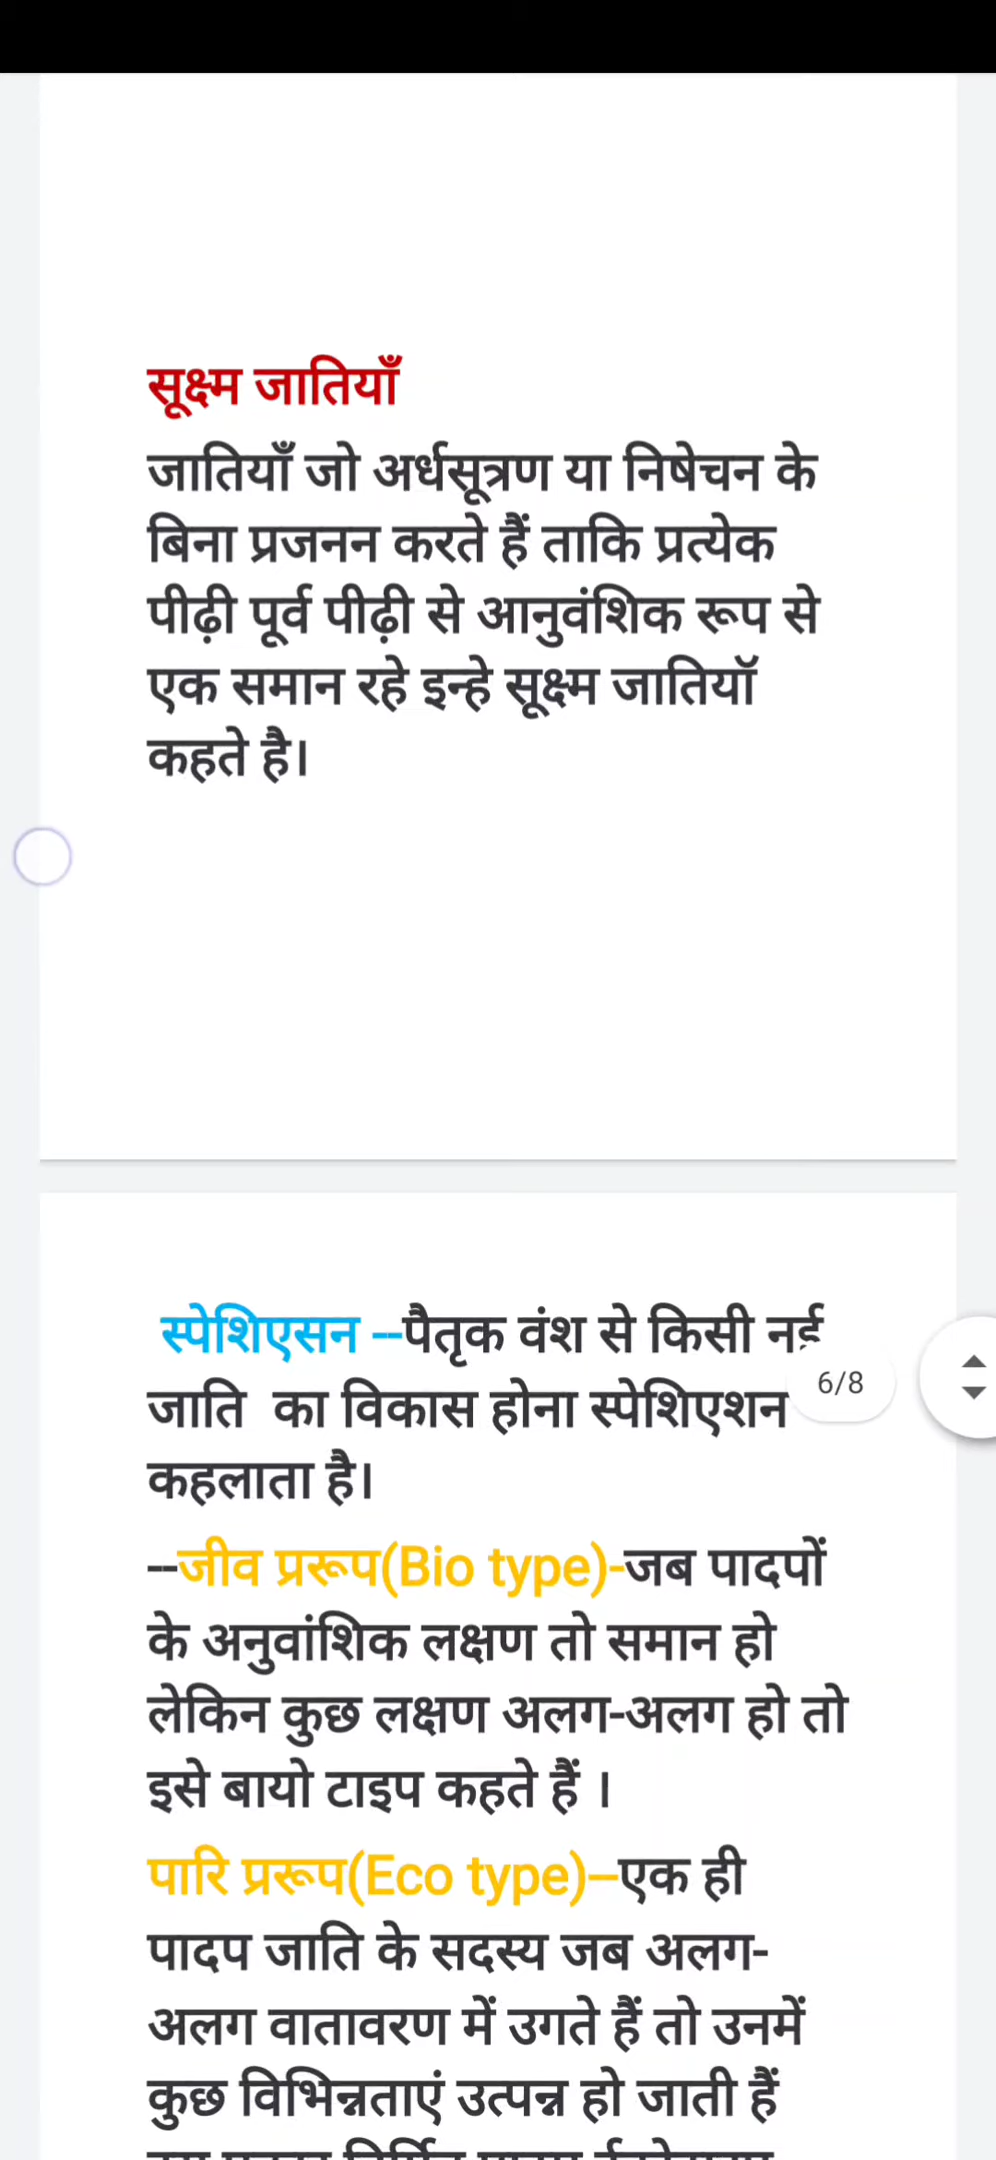 सूक्ष्म जातियाँ
जातियाँ जो अर्धसूत्रण या निषेचन के
बिना प्रजनन करते हैं ताकि प्रत्येक
पीढ़ी पूर्व पीढ़ी से आनुवंशिक रूप से
एक समान रहे इन्हे सूक्ष्म जातियॉ
कहते है।
स्पेशिएसन –-पैतृक वंश से किसी नई
6/8
जाति का विकास होना स्पेशिएशन
कहलाता है।
–-जीव प्ररूप(Bio type)-जब पादपों
के अनुवांशिक लक्षण तो समान हो
लेकिन कुछ लक्षण अलग-अलग हो तो
इसे बायो टाइप कहते हैं ।
पारि प्ररूप(Eco type)–एक ही
पादप जाति के सदस्य जब अलग-
अलग वातावरण में उगते हैं तो उनमें
कुछ विभिन्नताएं उत्पन्न हो जाती हैं